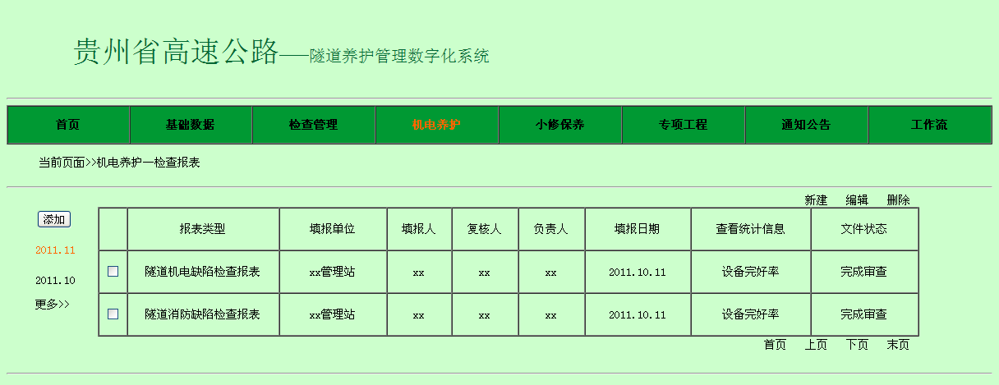 贵州省高速公路——隧道养护管理数字化系统
首页 基础数据 检查管理 机电养护 小修保养 专项工程 通知公告 工作流
当前页面>>机电养护—检查报表
新建 编辑 删除
添加
报表类型 填报单位 填报人 复核人 负责人 填报日期 查看统计信息 文件状态
2011.11
隧道机电缺陷检查报表 xx管理站 xx xx xx 2011.10.11 设备完好率 完成审查
2011.10
更多>>
隧道消防缺陷检查报表 xx管理站 xx xx xx 2011.10.11 设备完好率 完成审查
首页 上页 下页 末页